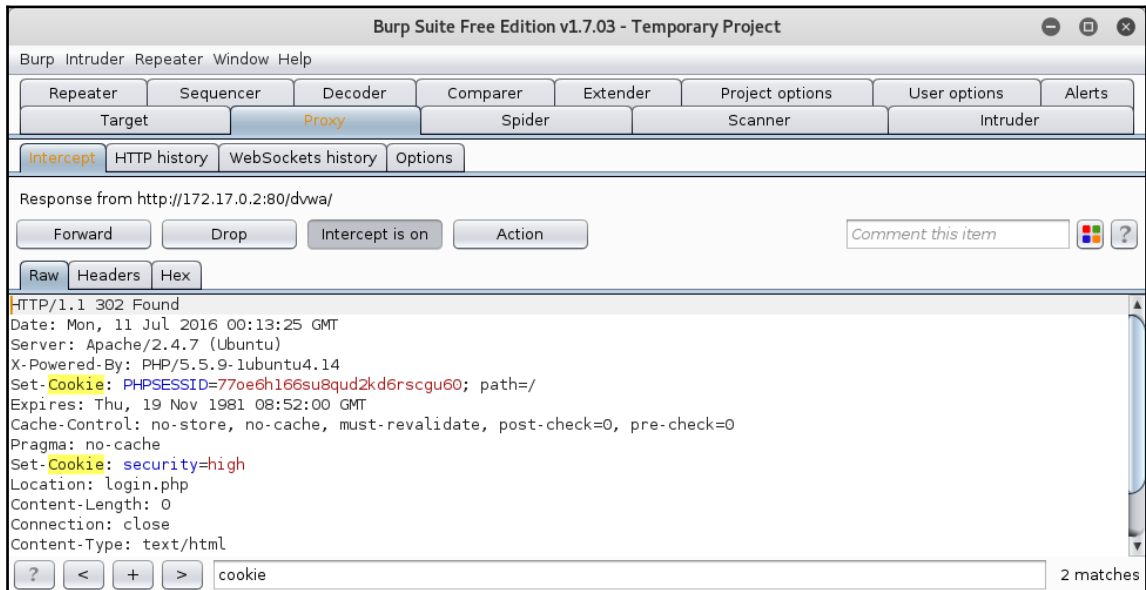 Burp Suite Free Edition v1.7.03 - Temporary Project
Burp Intruder Repeater Window Help
Repeater Sequencer Decoder Comparer Extender Project options User options Alerts
Target Proxy Spider Scanner Intruder
Intercept HTTP history WebSockets history Options
Response from http://172.17.0.2:80/dvwa/
Forward Drop Intercept is on Action Comment this item ?
Raw Headers Hex
HTTP/1.1 302 Found
Date: Mon, 11 Jul 2016 00:13:25 GMT
Server: Apache/2.4.7 (Ubuntu)
X-Powered-By: PHP/5.5.9-1ubuntu4.14
Set-Cookie: PHPSESSID=77oe6h166su8qud2kd6rscgu60; path=/
Expires: Thu, 19 Nov 1981 08:52:00 GMT
Cache-Control: no-store, no-cache, must-revalidate, post-check=0, pre-check=0
Pragma: no-cache
Set-Cookie: security=high
Location: login.php
Content-Length: 0
Connection: close
Content-Type: text/html
? < + > cookie 2 matches